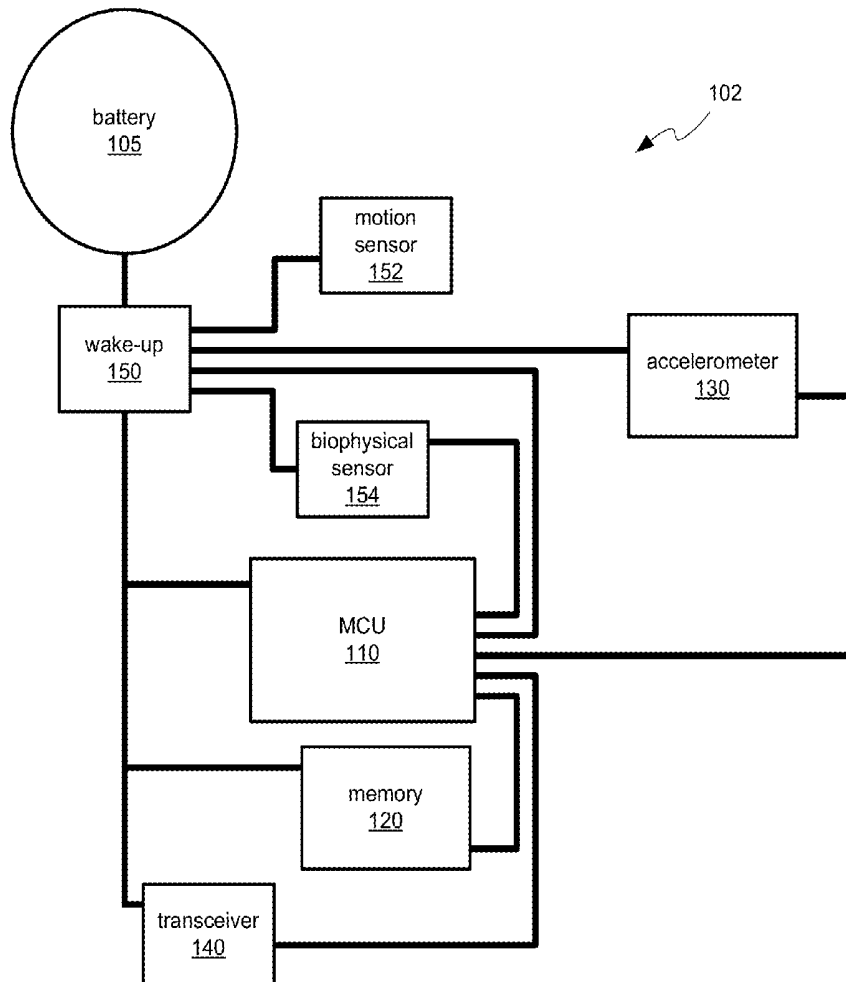 battery
105
102
motion
sensor
152
wake-up
150
accelerometer
130
biophysical
sensor
154
MCU
110
memory
120
transceiver
140